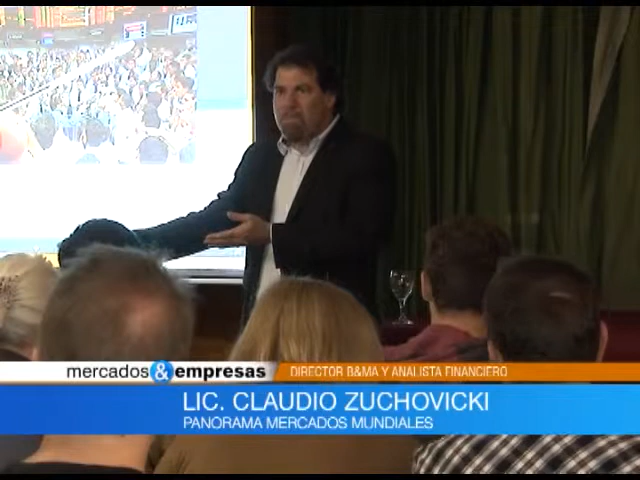 mercados&empresas
DIRECTOR B&MA Y ANALISTA FINANCIERO
LIC. CLAUDIO ZUCHOVICKI
PANORAMA MERCADOS MUNDIALES